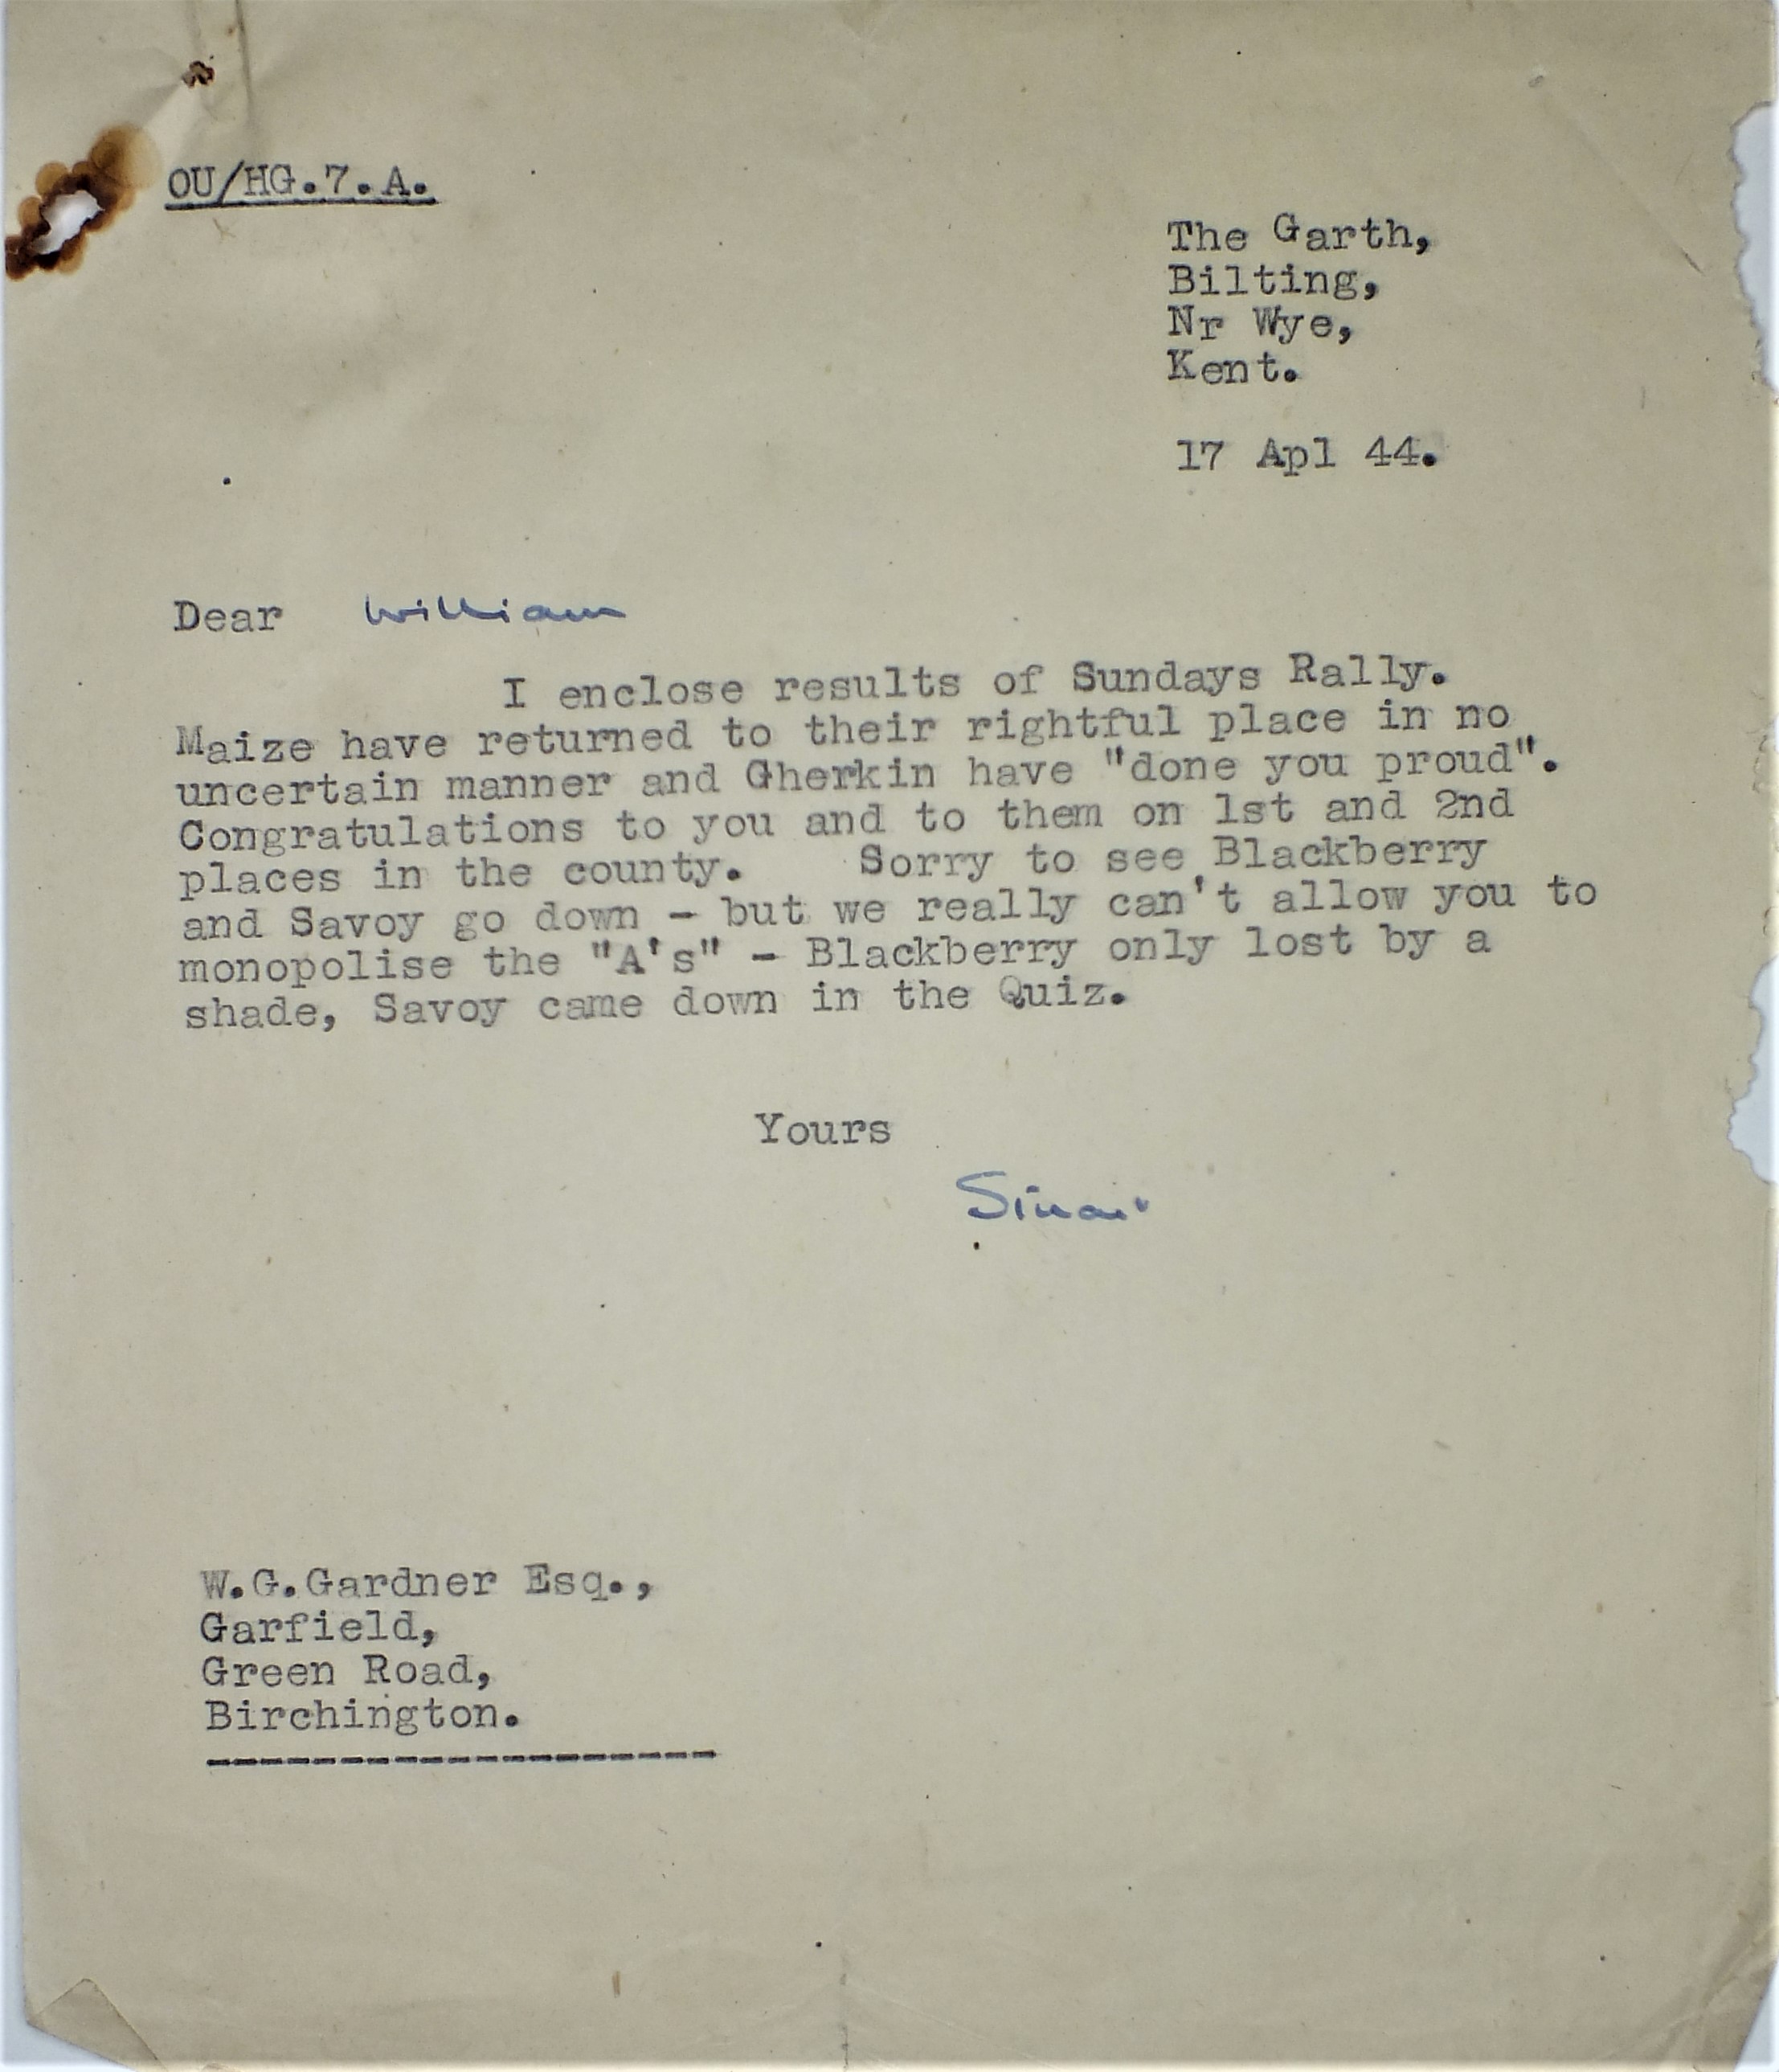 OU/HG.7.A.
The Garth,
Bilting,
Nr Wye,
Kent.
17 Apl 44.
Dear William
I enclose results of Sundays Rally.
Maize have returned to their rightful place in no
uncertain manner and Gherkin have "done you proud".
Congratulations to you and to them on 1st and 2nd
places in the county. Sorry to see Blackberry
and Savoy go down - but we really can't allow you to
monopolise the "A's" - Blackberry only lost by a
shade, Savoy came down in the Quiz.
Yours
W.G.Gardner Esq.,
Garfield,
Green Road,
Birchington.